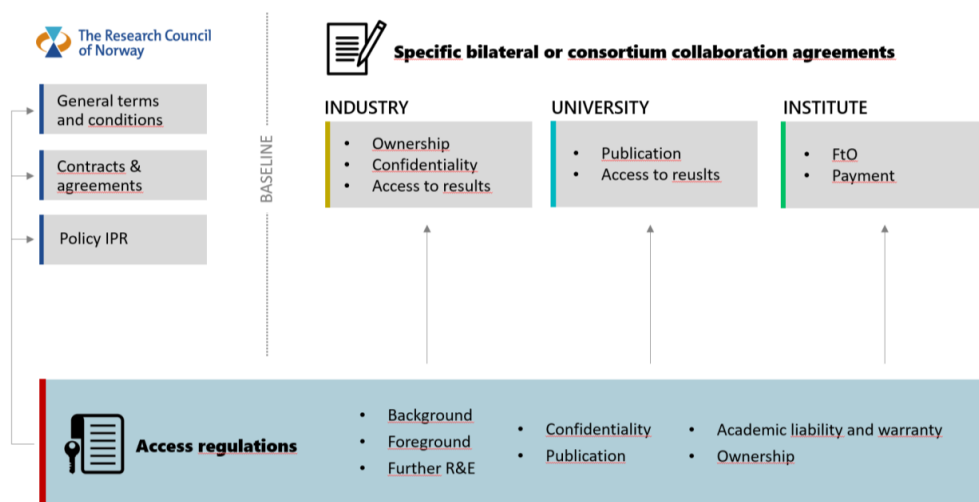 The Research Council
of Norway
General terms
and conditions
Contracts &
agreements
Policy IPR
BASELINE
Specific bilateral or consortium collaboration agreements
INDUSTRY
• Ownership
• Confidentiality
• Access to results
UNIVERSITY
• Publication
• Access to reuslts
INSTITUTE
• FtO
• Payment
Access regulations
• Background
• Foreground
• Further R&E
• Confidentiality
• Publication
• Academic liability and warranty
• Ownership